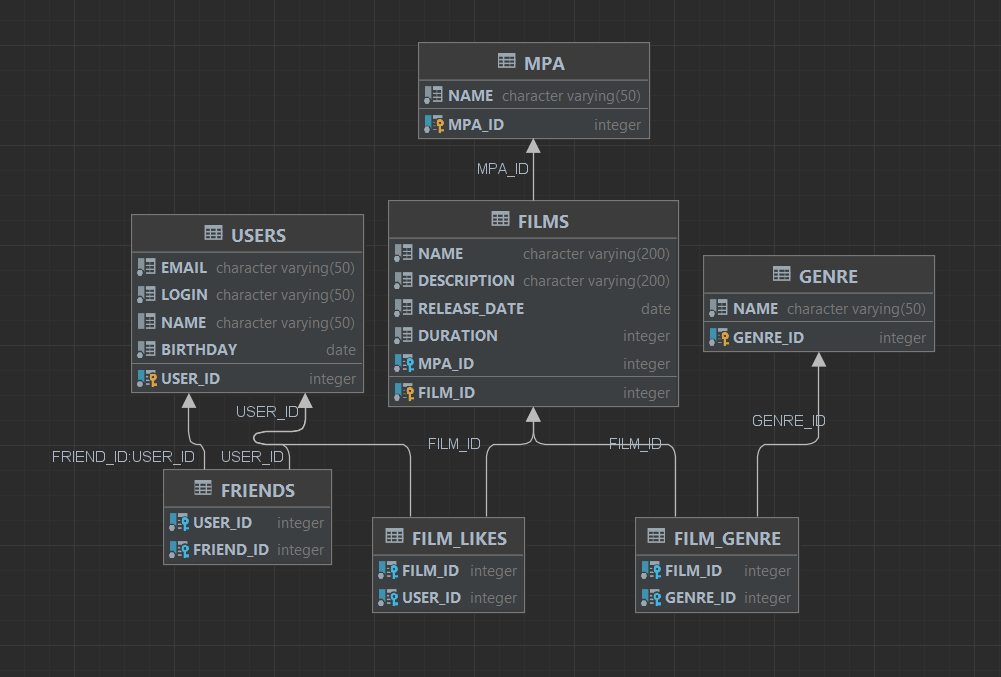 MPA
NAME character varying(50)
MPA_ID integer
MPA_ID
USERS
EMAIL character varying(50)
LOGIN character varying(50)
NAME character varying(50)
BIRTHDAY date
USER_ID integer
FILMS
NAME character varying(200)
DESCRIPTION character varying(200)
RELEASE_DATE date
DURATION integer
MPA_ID integer
FILM_ID integer
GENRE
NAME character varying(50)
GENRE_ID integer
USER_ID
FRIEND_ID:USER_ID
USER_ID
FILM_ID
FILM_ID
GENRE_ID
FRIENDS
USER_ID integer
FRIEND_ID integer
FILM_LIKES
FILM_ID integer
USER_ID integer
FILM_GENRE
FILM_ID integer
GENRE_ID integer